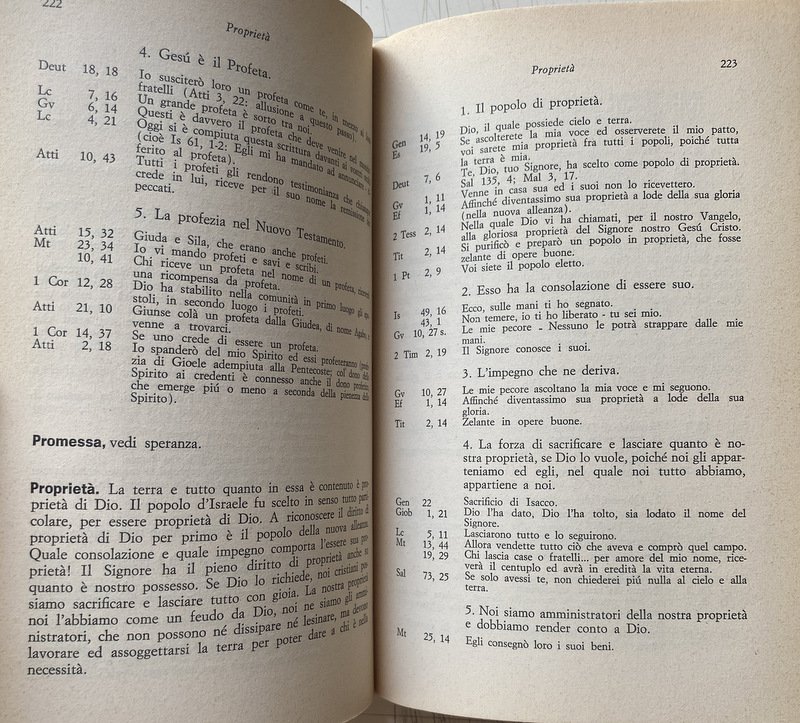 222
Proprietà
4. Gesú è il Profeta.
Deut 18, 18 Io susciterò loro un profeta come te, in mezzo ai loro
fratelli (Atti 3, 22: allusione a questo passo).
Lc 7, 16 Un grande profeta è sorto tra noi.
Gv 6, 14 Questi è davvero il profeta che deve venire nel mondo.
Lc 4, 21 Oggi si è compiuta questa scrittura davanti ai vostri
(cioè Is 61, 1-2: Egli mi ha mandato ad annunciare
ferito al profeta).
Atti 10, 43 Tutti i profeti gli rendono testimonianza che chiunque
crede in lui, riceve per il suo nome la remissione dei
peccati.
5. La profezia nel Nuovo Testamento.
Atti 15, 32 Giuda e Sila, che erano anche profeti.
Mt 23, 34 Io vi mando profeti e savi e scribi.
10, 41 Chi riceve un profeta nel nome di un profeta, riceverà
una ricompensa da profeta.
1 Cor 12, 28 Dio ha stabilito nella comunità in primo luogo gli apo-
stoli, in secondo luogo i profeti.
Atti 21, 10 Giunse colà un profeta dalla Giudea, di nome Agabo, e
venne a trovarci.
1 Cor 14, 37 Se uno crede di essere un profeta.
Atti 2, 18 Io spanderò del mio Spirito ed essi profeteranno (profe-
zia di Gioele adempiuta alla Pentecoste; col dono dello
Spirito ai credenti è connesso anche il dono profetico,
che emerge piú o meno a seconda della pienezza dello
Spirito).
Promessa, vedi speranza.
Proprietà. La terra e tutto quanto in essa è contenuto è pro-
prietà di Dio. Il popolo d'Israele fu scelto in senso tutto parti-
colare, per essere proprietà di Dio. A riconoscere il diritto di
proprietà di Dio per primo è il popolo della nuova alleanza.
Quale consolazione e quale impegno comporta l'essere sua pro-
prietà! Il Signore ha il pieno diritto di proprietà anche su
quanto è nostro possesso. Se Dio lo richiede, noi cristiani pos-
siamo sacrificare e lasciare tutto con gioia. La nostra proprietà
noi l'abbiamo come un feudo da Dio, noi ne siamo gli ammi-
nistratori, che non possono né dissipare né lesinare, ma devono
lavorare ed assoggettarsi la terra per poter dare a chi è nella
necessità.
Proprietà
223
1. Il popolo di proprietà.
Gen 14, 19 Dio, il quale possiede cielo e terra.
Es 19, 5 Se ascolterete la mia voce ed osserverete il mio patto,
voi sarete mia proprietà fra tutti i popoli, poiché tutta
la terra è mia.
Deut 7, 6 Te, Dio, tuo Signore, ha scelto come popolo di proprietà.
Sal 135, 4; Mal 3, 17.
Gv 1, 11 Venne in casa sua ed i suoi non lo ricevettero.
Ef 1, 14 Affinché diventassimo sua proprietà a lode della sua gloria
(nella nuova alleanza).
2 Tess 2, 14 Nella quale Dio vi ha chiamati, per il nostro Vangelo,
alla gloriosa proprietà del Signore nostro Gesú Cristo.
Tit 2, 14 Si purificò e preparò un popolo in proprietà, che fosse
zelante di opere buone.
1 Pt 2, 9 Voi siete il popolo eletto.
2. Esso ha la consolazione di essere suo.
Is 49, 16 Ecco, sulle mani ti ho segnato.
43, 1 Non temere, io ti ho liberato - tu sei mio.
Gv 10, 27 s. Le mie pecore - Nessuno le potrà strappare dalle mie
mani.
2 Tim 2, 19 Il Signore conosce i suoi.
3. L'impegno che ne deriva.
Gv 10, 27 Le mie pecore ascoltano la mia voce e mi seguono.
Ef 1, 14 Affinché diventassimo sua proprietà a lode della sua
gloria.
Tit 2, 14 Zelante in opere buone.
4. La forza di sacrificare e lasciare quanto è no-
stra proprietà, se Dio lo vuole, poiché noi gli appar-
teniamo ed egli, nel quale noi tutto abbiamo,
appartiene a noi.
Gen 22 Sacrificio di Isacco.
Giob 1, 21 Dio l'ha dato, Dio l'ha tolto, sia lodato il nome del
Signore.
Lc 5, 11 Lasciarono tutto e lo seguirono.
Mt 13, 44 Allora vendette tutto ciò che aveva e comprò quel campo.
19, 29 Chi lascia case o fratelli... per amore del mio nome, rice-
verà il centuplo ed avrà in eredità la vita eterna.
Sal 73, 25 Se solo avessi te, non chiederei piú nulla al cielo e alla
terra.
5. Noi siamo amministratori della nostra proprietà
e dobbiamo render conto a Dio.
Mt 25, 14 Egli consegnò loro i suoi beni.